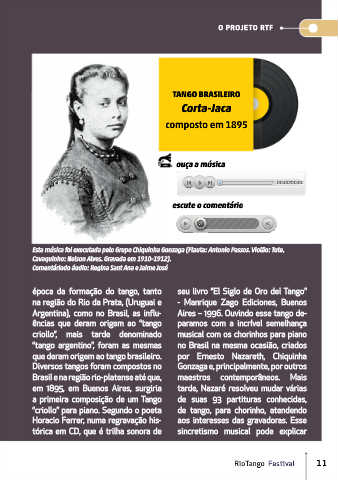 O PROJETO RTF
TANGO BRASILEIRO
Corta-Jaca
composto em 1895
ouça a música
escute o comentário
Esta música foi executada pelo Grupo Chiquinha Gonzaga (Flauta: Antonio Passos. Violão: Tute,
Cavaquinho: Nelson Alves. Gravada em 1910-1912).
Comentáriado áudio: Regina Sant Ana e Jaime José
época da formação do tango, tanto
na região do Rio da Prata, (Uruguai e
Argentina), como no Brasil, as influ-
ências que deram origem ao “tango
criollo”, mais tarde denominado
“tango argentino”, foram as mesmas
que deram origem ao tango brasileiro.
Diversos tangos foram compostos no
Brasil e na região rio-platense até que,
em 1895, em Buenos Aires, surgiria
a primeira composição de um Tango
“criollo” para piano. Segundo o poeta
Horacio Ferrer, numa regravação his-
tórica em CD, que é trilha sonora de
seu livro “El Siglo de Oro del Tango”
- Manrique Zago Ediciones, Buenos
Aires – 1996. Ouvindo esse tango de-
paramos com a incrível semelhança
musical com os chorinhos para piano
no Brasil na mesma ocasião, criados
por Ernesto Nazareth, Chiquinha
Gonzaga e, principalmente, por outros
maestros contemporâneos. Mais
tarde, Nazaré resolveu mudar várias
de suas 93 partituras conhecidas,
de tango, para chorinho, atendendo
aos interesses das gravadoras. Esse
sincretismo musical pode explicar
RioTango Festival 11